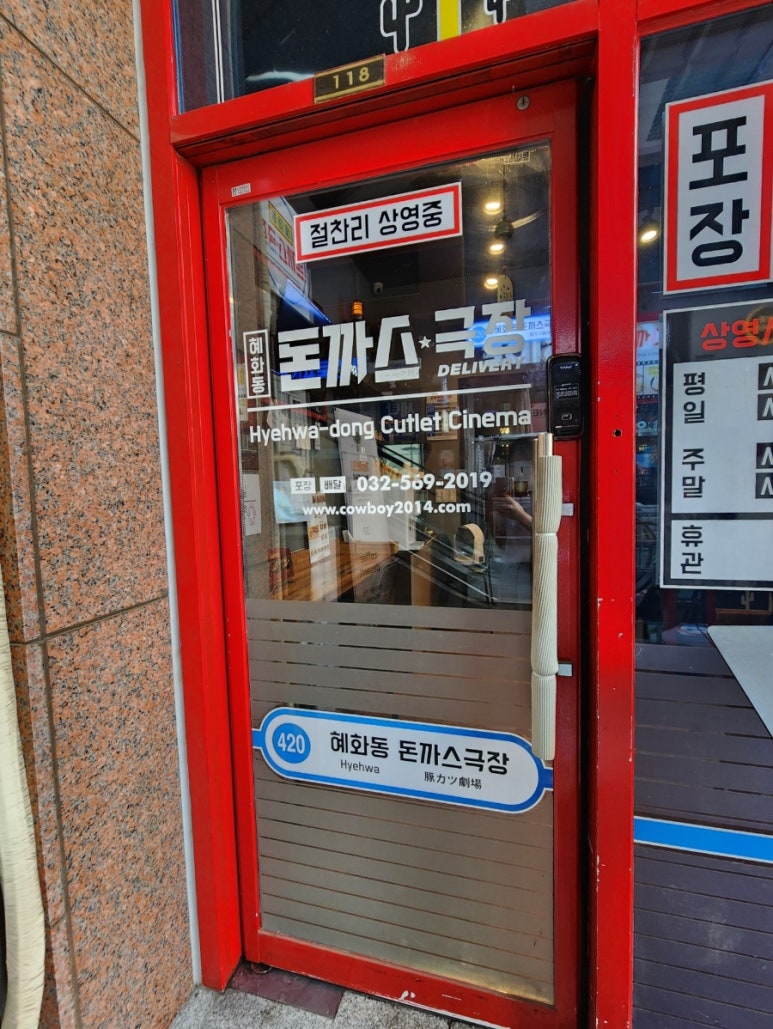 118
절찬리 상영중
혜화동
돈까스★극장
DELIVERY
Hyehwa-dong Cutlet Cinema
포장 배달 032-569-2019
www.cowboy2014.com
420 혜화동 돈까스극장
Hyehwa 豚カツ劇場
포장
상영
평일
주말
휴관